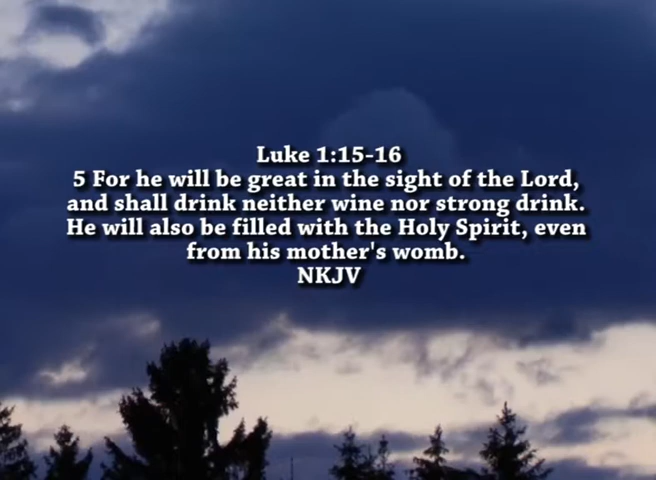 Luke 1:15-16
5 For he will be great in the sight of the Lord,
and shall drink neither wine nor strong drink.
He will also be filled with the Holy Spirit, even
from his mother's womb.
NKJV